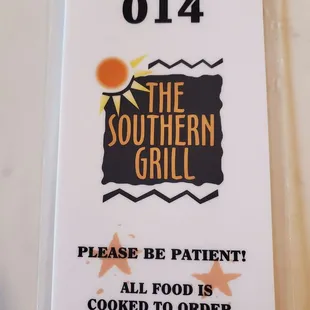 014
THE
SOUTHERN
GRILL
PLEASE BE PATIENT!
ALL FOOD IS
COOKED TO ORDER